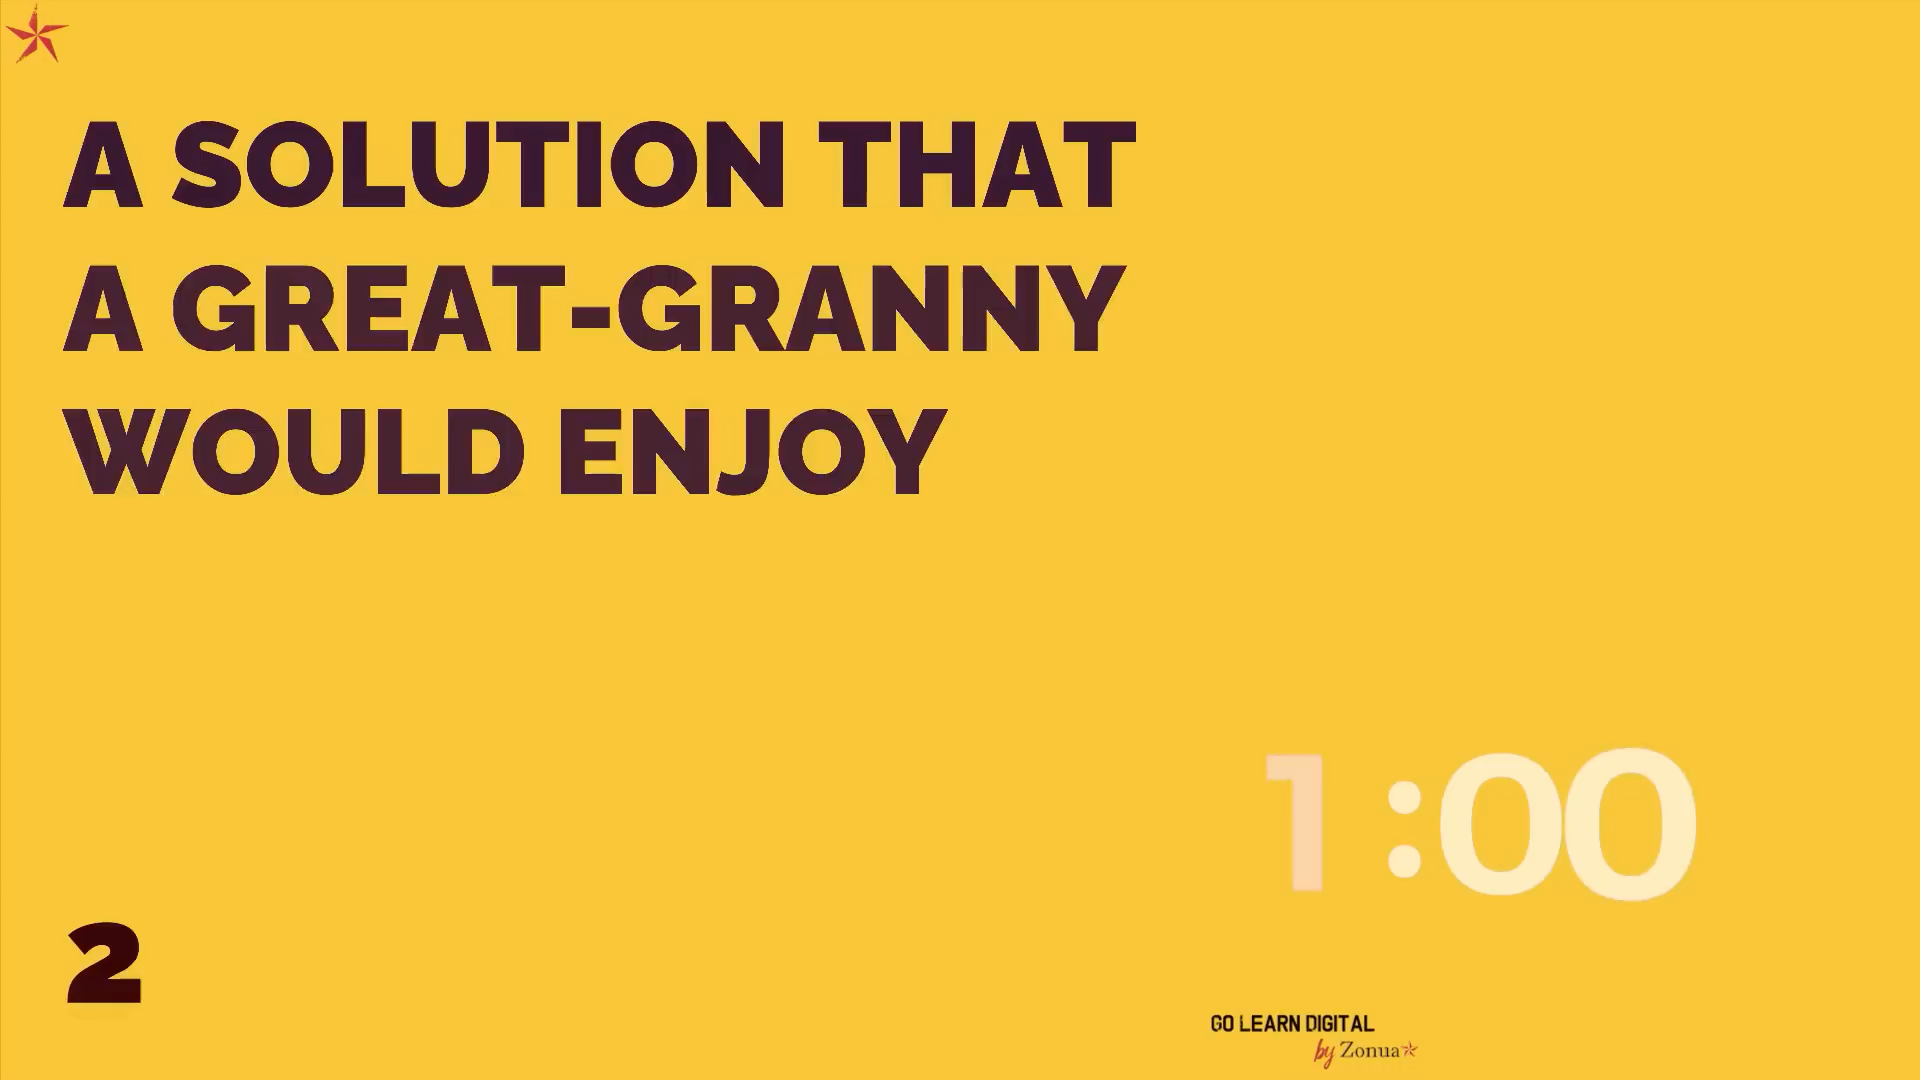 A SOLUTION THAT
A GREAT-GRANNY
WOULD ENJOY
1:00
2
GO LEARN DIGITAL
by Zonua